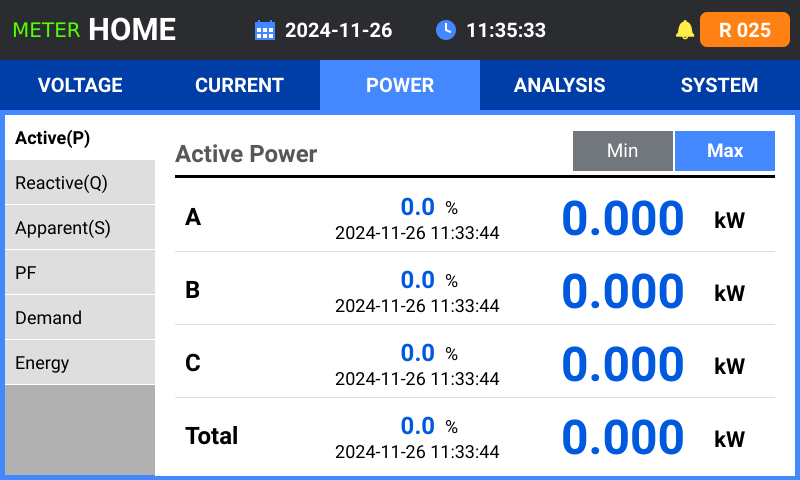 METER HOME 2024-11-26 11:35:33 R 025
VOLTAGE CURRENT POWER ANALYSIS SYSTEM
Active(P)
Reactive(Q)
Apparent(S)
PF
Demand
Energy
Active Power Min Max
A 0.0 % 0.000 kW
2024-11-26 11:33:44
B 0.0 % 0.000 kW
2024-11-26 11:33:44
C 0.0 % 0.000 kW
2024-11-26 11:33:44
Total 0.0 % 0.000 kW
2024-11-26 11:33:44